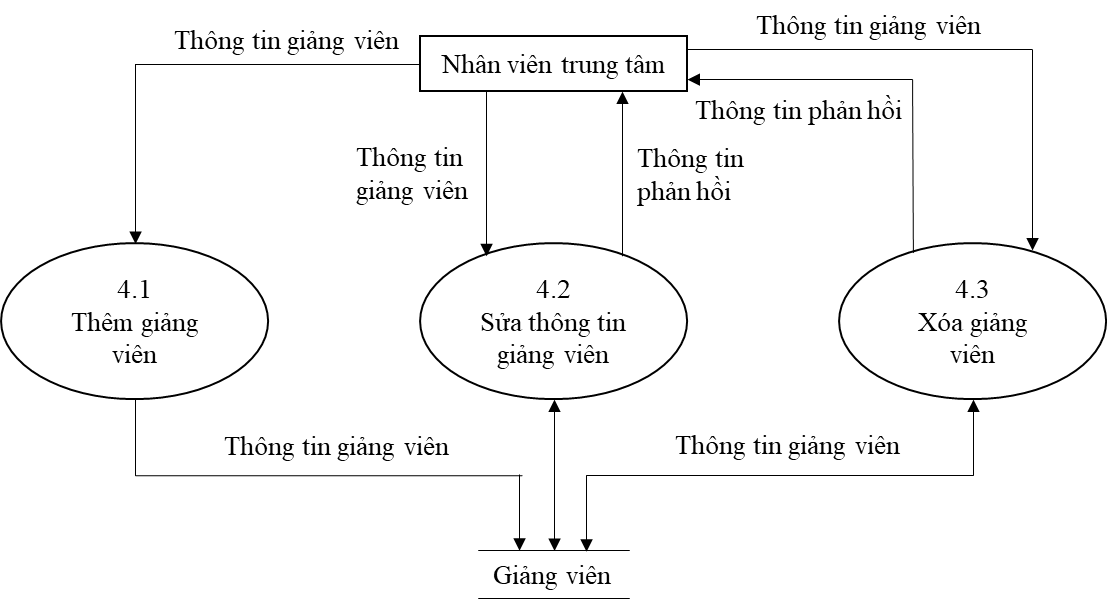 Thông tin giảng viên
Nhân viên trung tâm
Thông tin giảng viên
Thông tin phản hồi
Thông tin
giảng viên
Thông tin
phản hồi
4.1
Thêm giảng
viên
4.2
Sửa thông tin
giảng viên
4.3
Xóa giảng
viên
Thông tin giảng viên
Thông tin giảng viên
Giảng viên